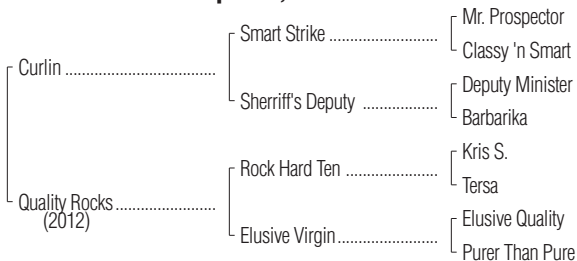 Mr. Prospector
Smart Strike ......................
Classy 'n Smart
Curlin ..............................
Deputy Minister
Sherriff's Deputy ...............
Barbarika
Kris S.
Rock Hard Ten ..................
Tersa
Quality Rocks....................
(2012)
Elusive Quality
Elusive Virgin....................
Purer Than Pure